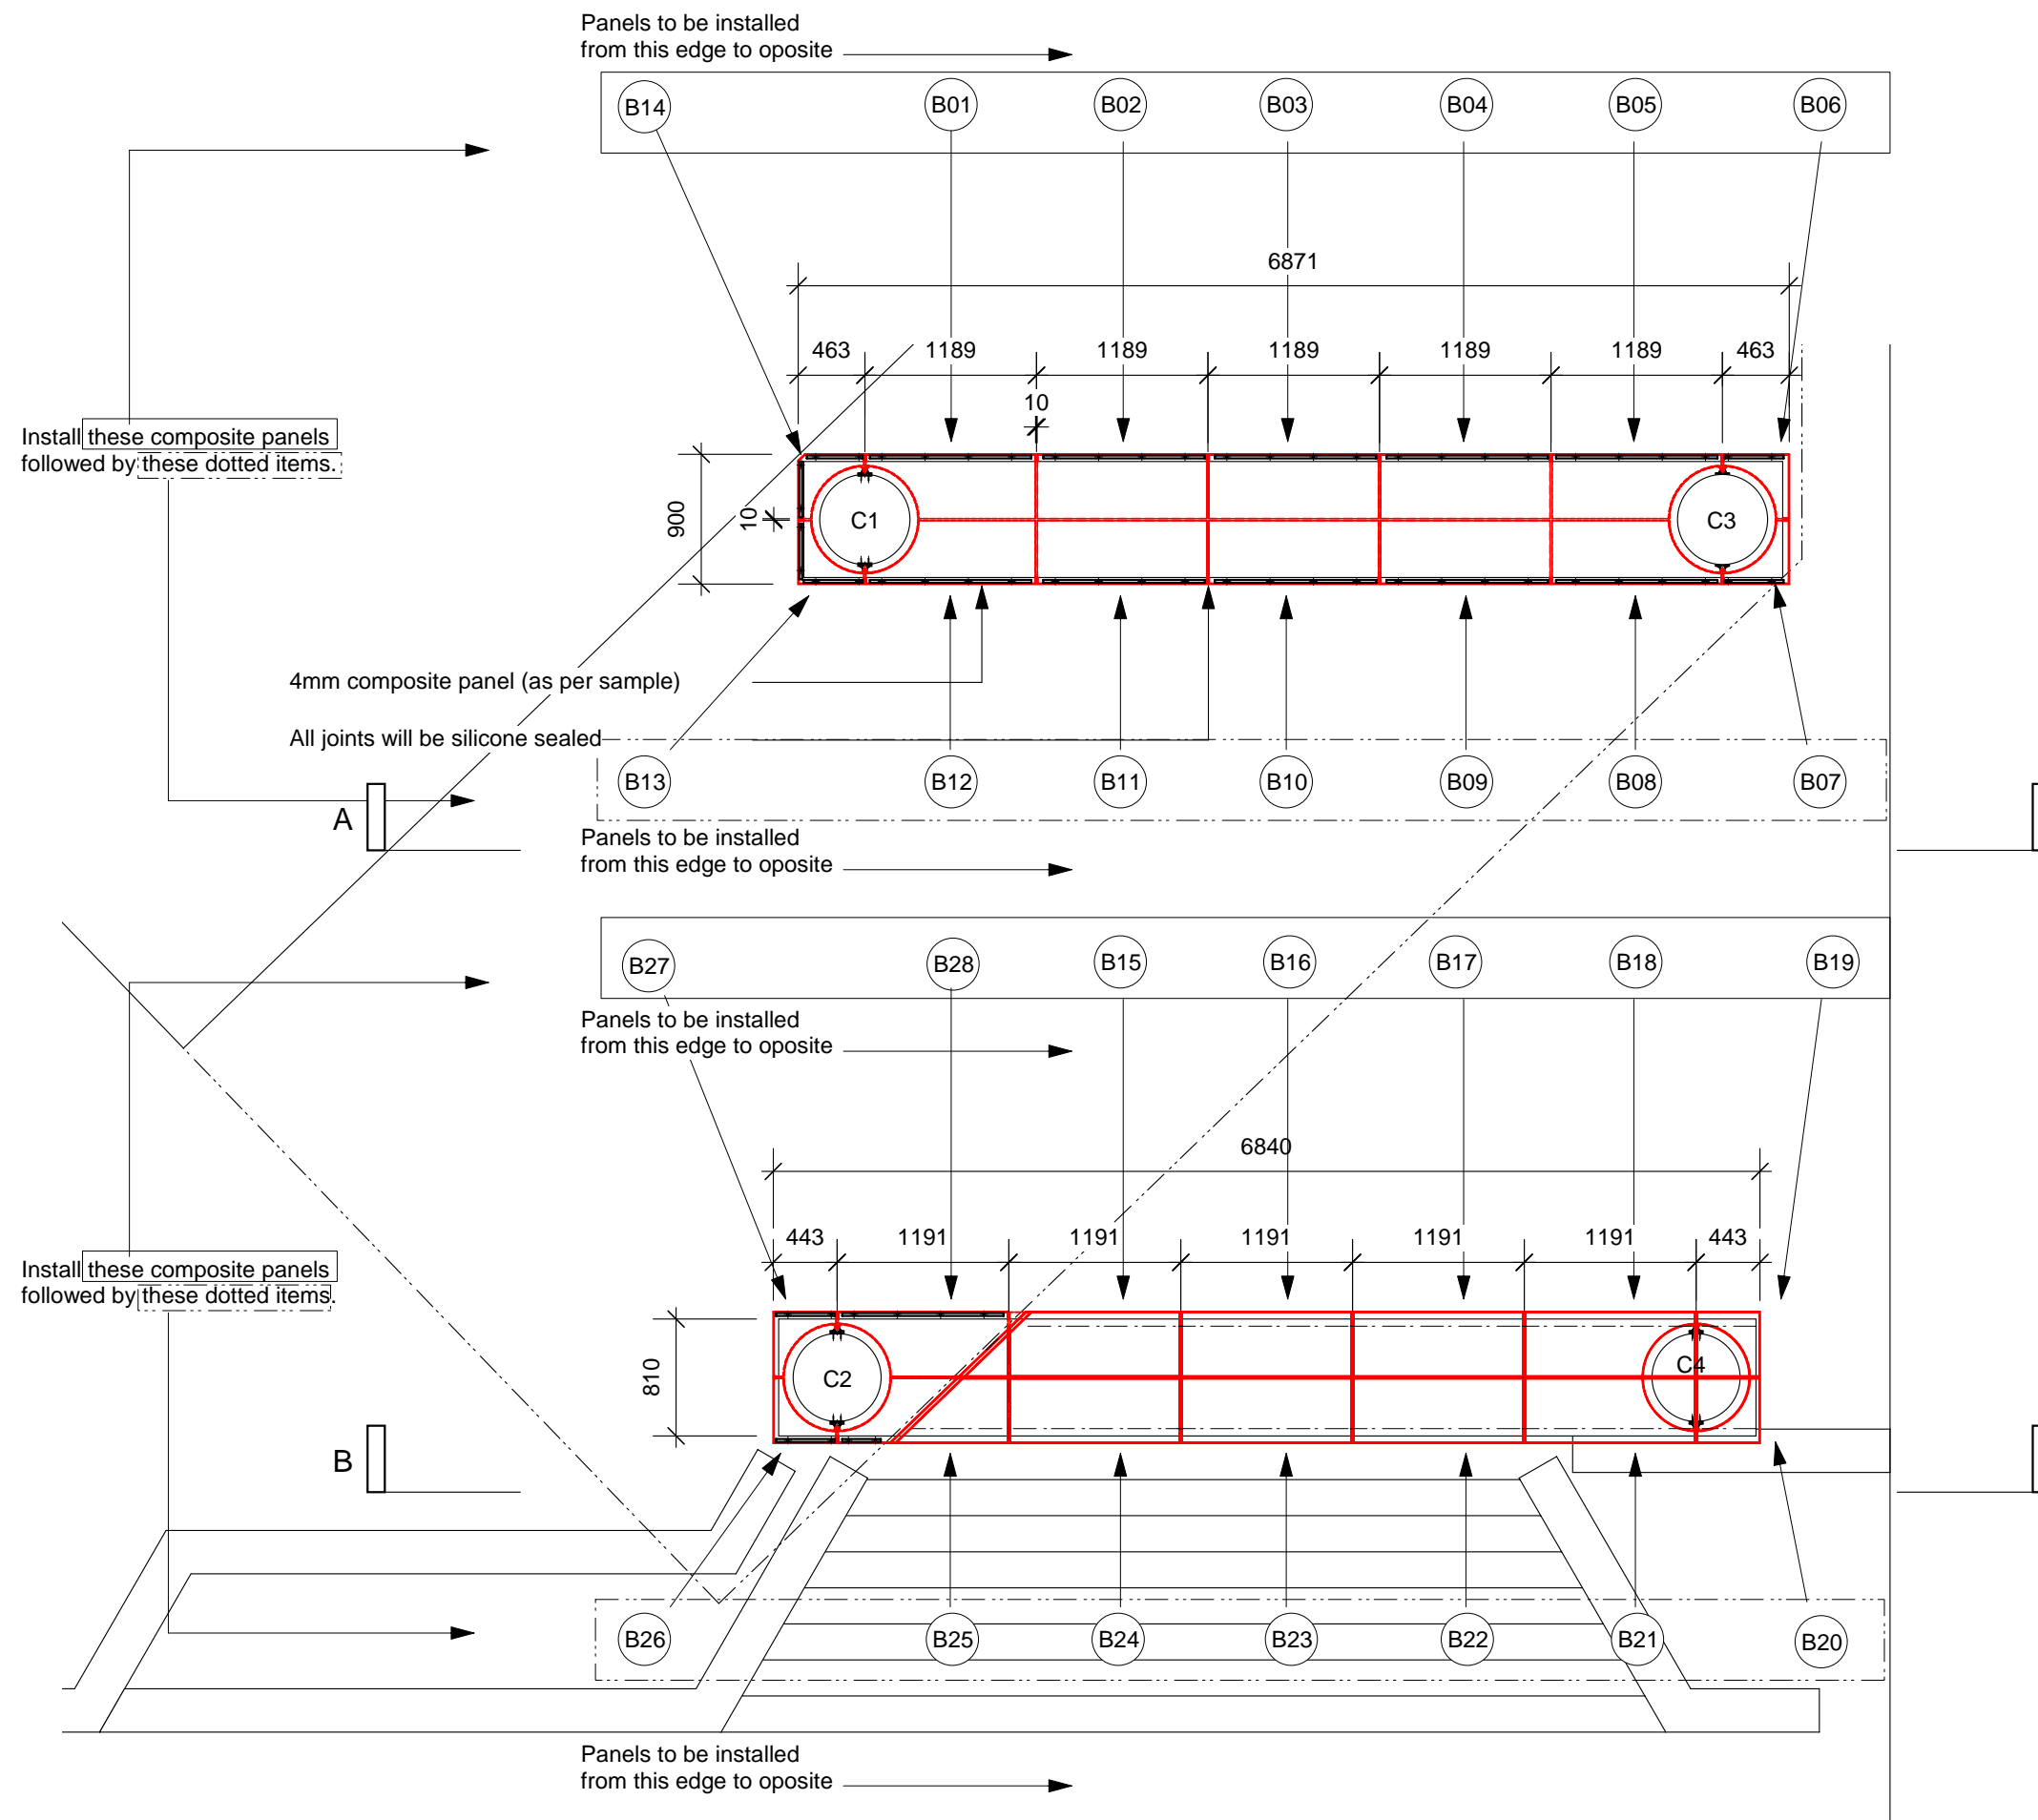 Panels to be installed
from this edge to oposite
B14
B01
B02
B03
B04
B05
B06
6871
463
1189
1189
1189
1189
1189
463
10
Install these composite panels
followed by these dotted items.
900
10
C1
C3
4mm composite panel (as per sample)
All joints will be silicone sealed
B13
B12
B11
B10
B09
B08
B07
A
Panels to be installed
from this edge to oposite
B27
B28
B15
B16
B17
B18
B19
Panels to be installed
from this edge to oposite
6840
443
1191
1191
1191
1191
1191
443
Install these composite panels
followed by these dotted items.
810
C2
C4
B
B26
B25
B24
B23
B22
B21
B20
Panels to be installed
from this edge to oposite